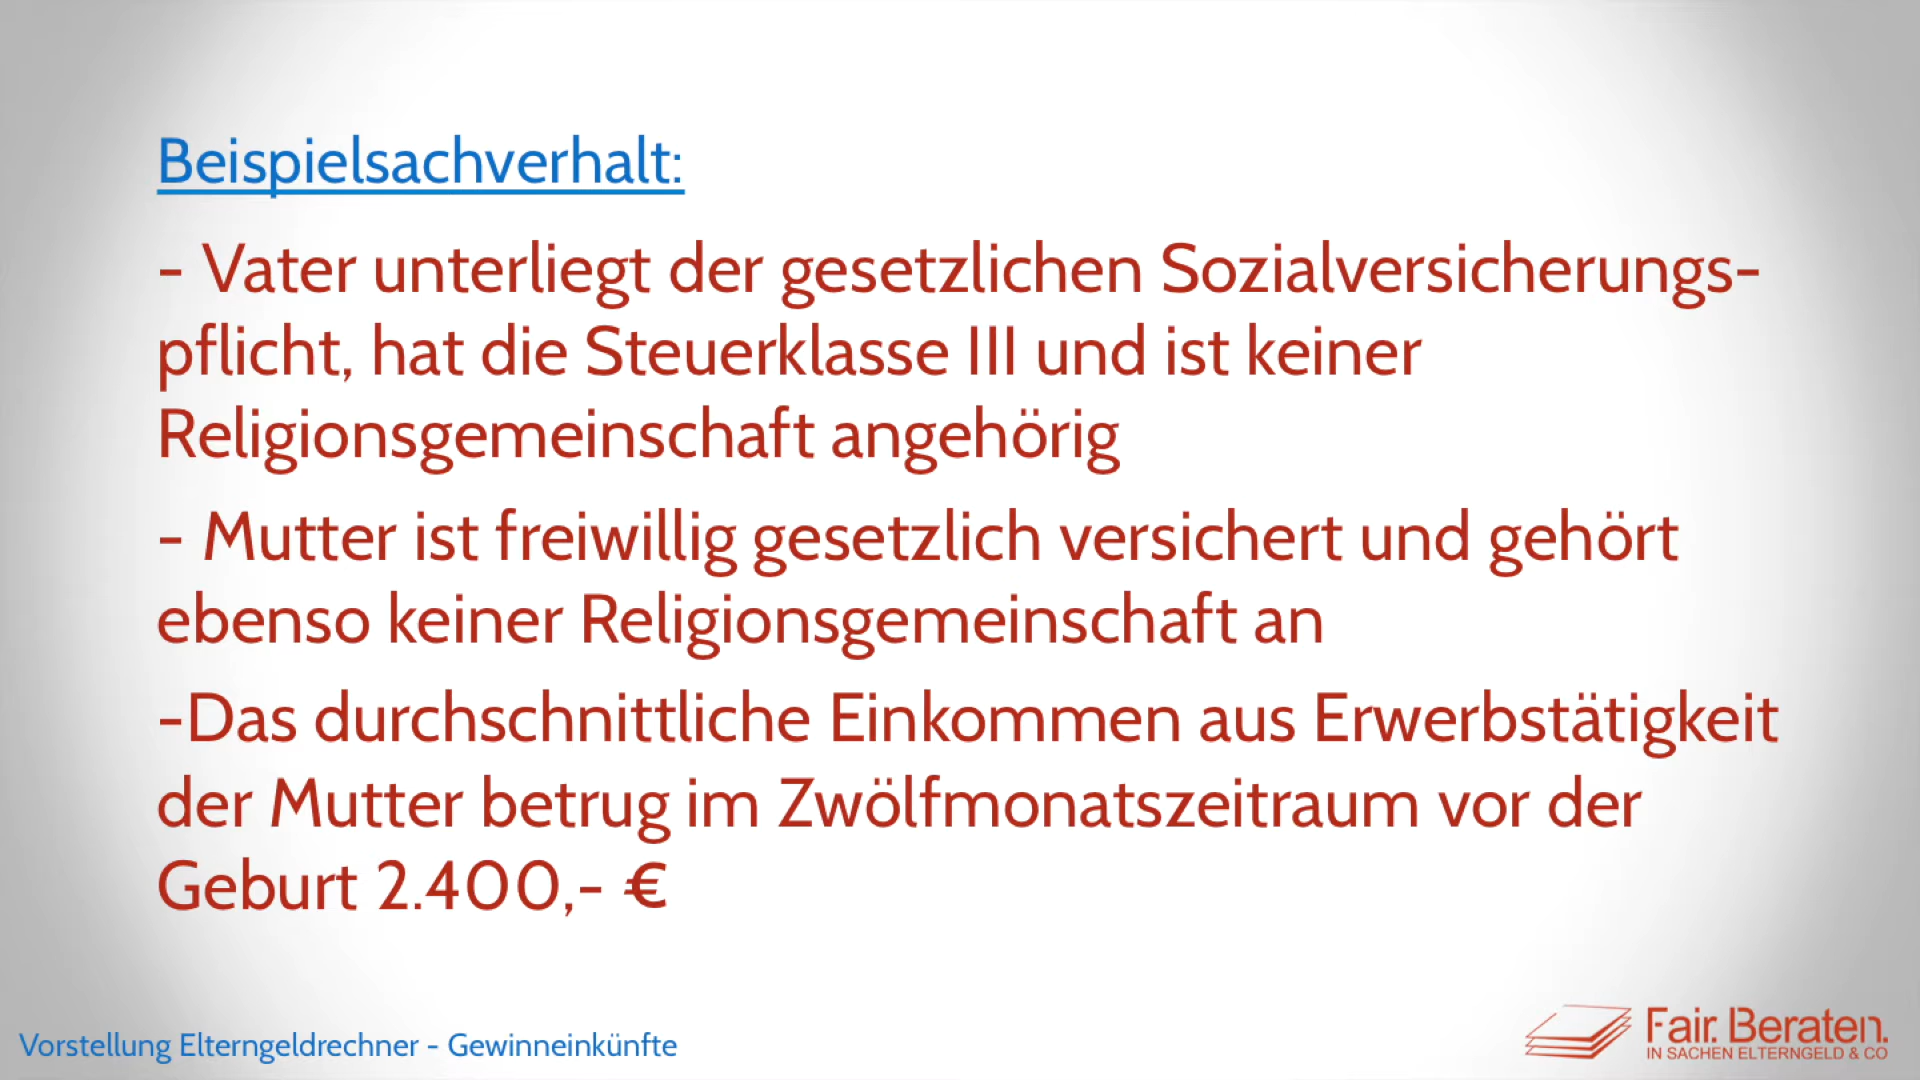 Beispielsachverhalt:
- Vater unterliegt der gesetzlichen Sozialversicherungs-
pflicht, hat die Steuerklasse III und ist keiner
Religionsgemeinschaft angehörig
- Mutter ist freiwillig gesetzlich versichert und gehört
ebenso keiner Religionsgemeinschaft an
-Das durchschnittliche Einkommen aus Erwerbstätigkeit
der Mutter betrug im Zwölfmonatszeitraum vor der
Geburt 2.400,- €
Vorstellung Elterngeldrechner - Gewinneinkünfte
Fair. Beraten.
IN SACHEN ELTERNGELD & CO